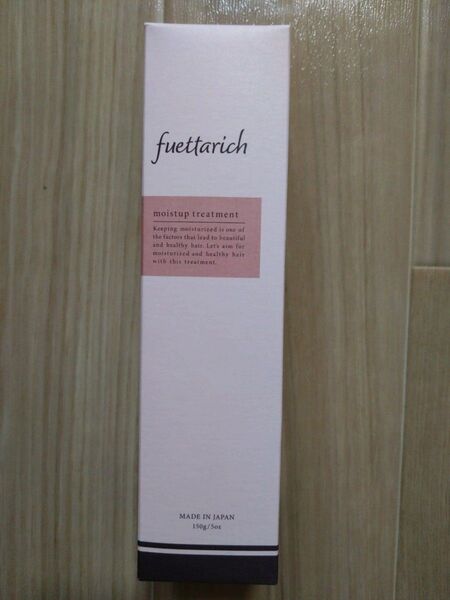 fuettarich
moistup treatment
Keeping moisturized is one of
the factors that lead to beautiful
and healthy hair. Let's aim for
moisturized and healthy hair
with this treatment.
MADE IN JAPAN
150g/5oz